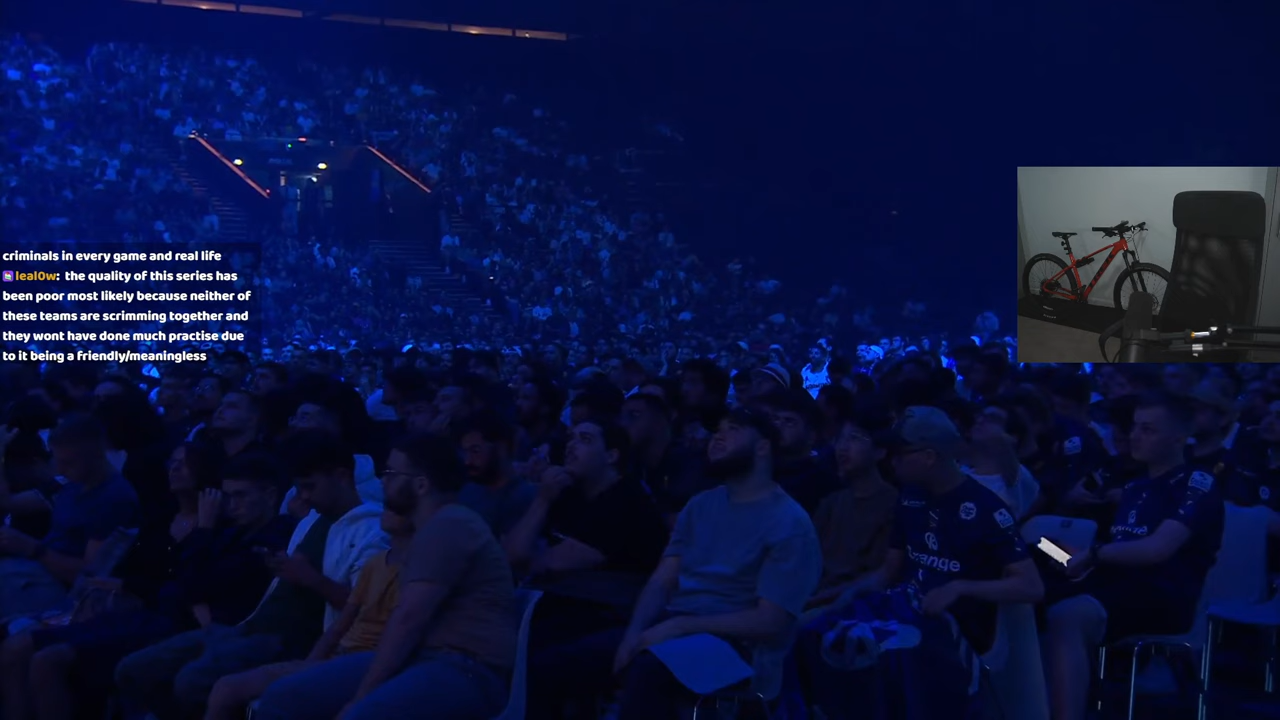 criminals in every game and real life
leal0w: the quality of this series has
been poor most likely because neither of
these teams are scrimming together and
they wont have done much practise due
to it being a friendly/meaningless